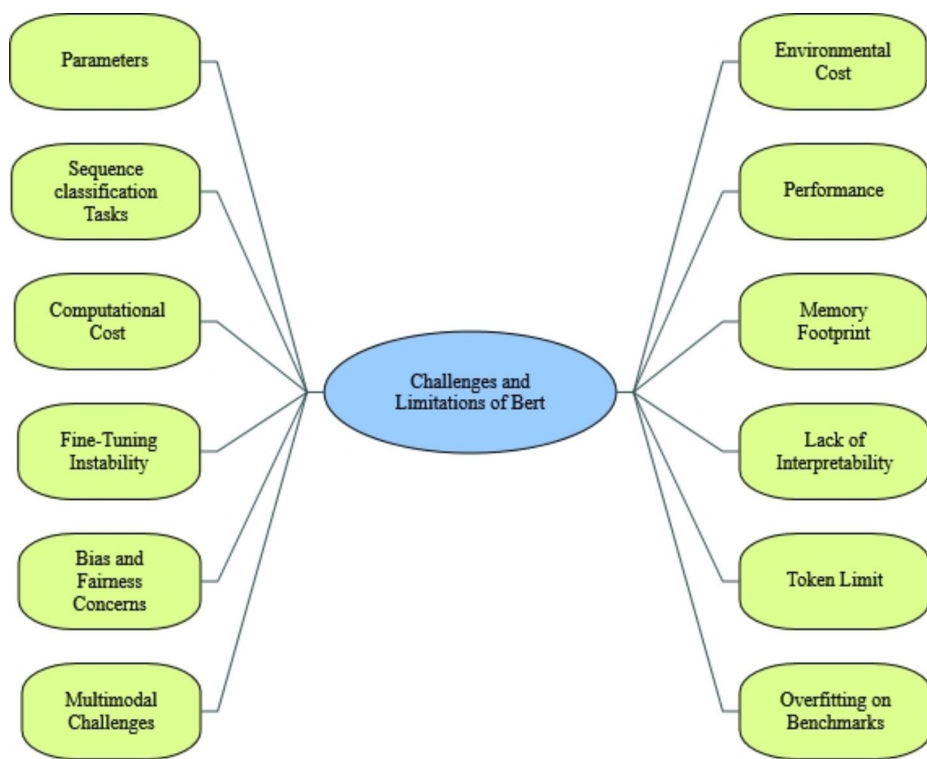 Parameters
Sequence
classification
Tasks
Computational
Cost
Fine-Tuning
Instability
Bias and
Fairness
Concerns
Multimodal
Challenges
Challenges and
Limitations of Bert
Environmental
Cost
Performance
Memory
Footprint
Lack of
Interpretability
Token Limit
Overfitting on
Benchmarks